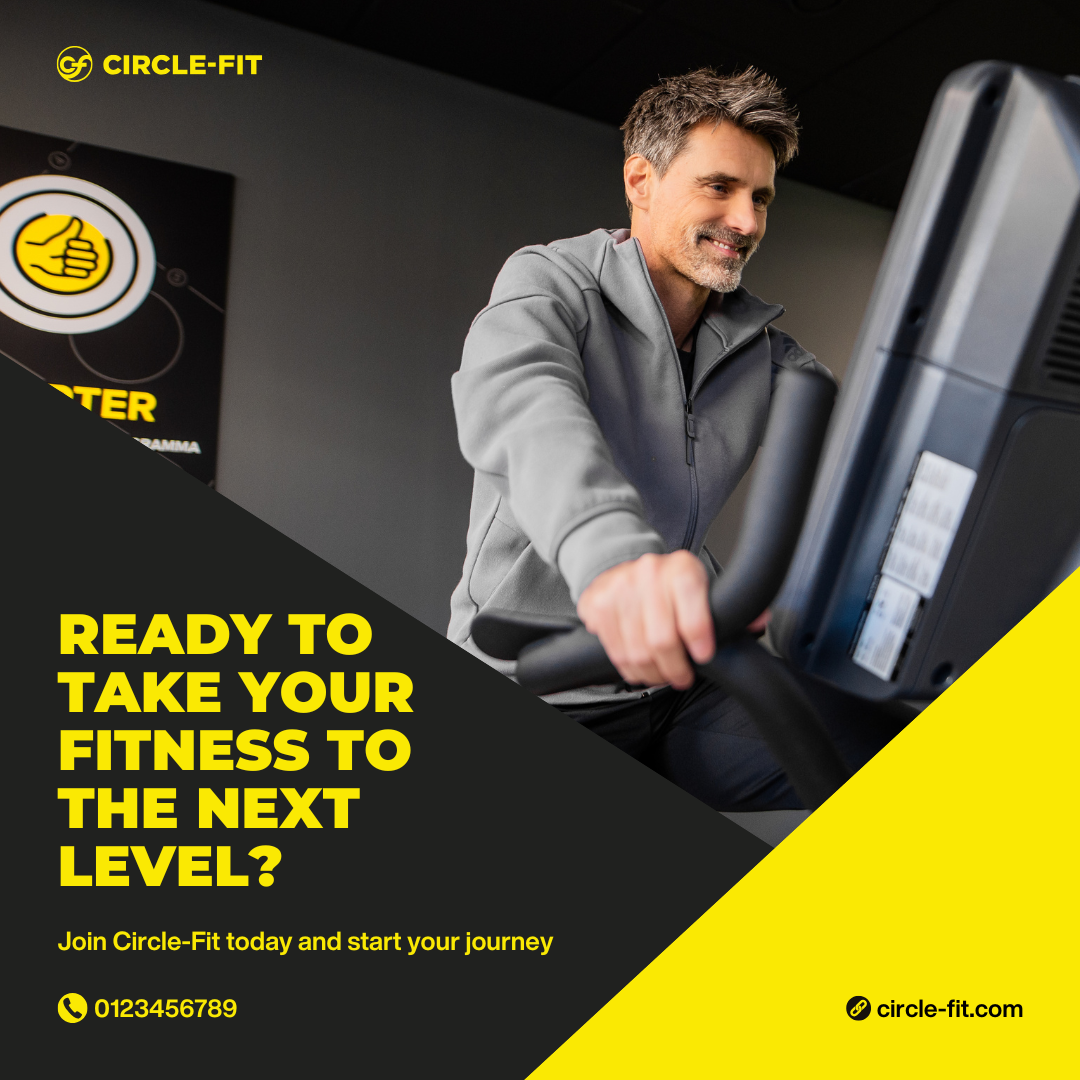 CIRCLE-FIT
READY TO
TAKE YOUR
FITNESS TO
THE NEXT
LEVEL?
Join Circle-Fit today and start your journey
0123456789
circle-fit.com